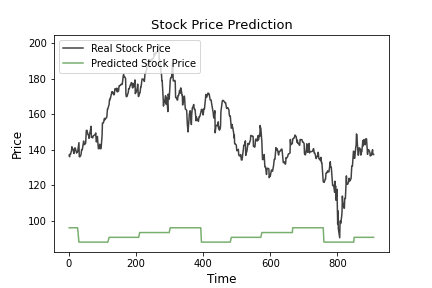 Stock Price Prediction
Real Stock Price
Predicted Stock Price
200
180
160
140
120
100
Price
0 200 400 600 800
Time